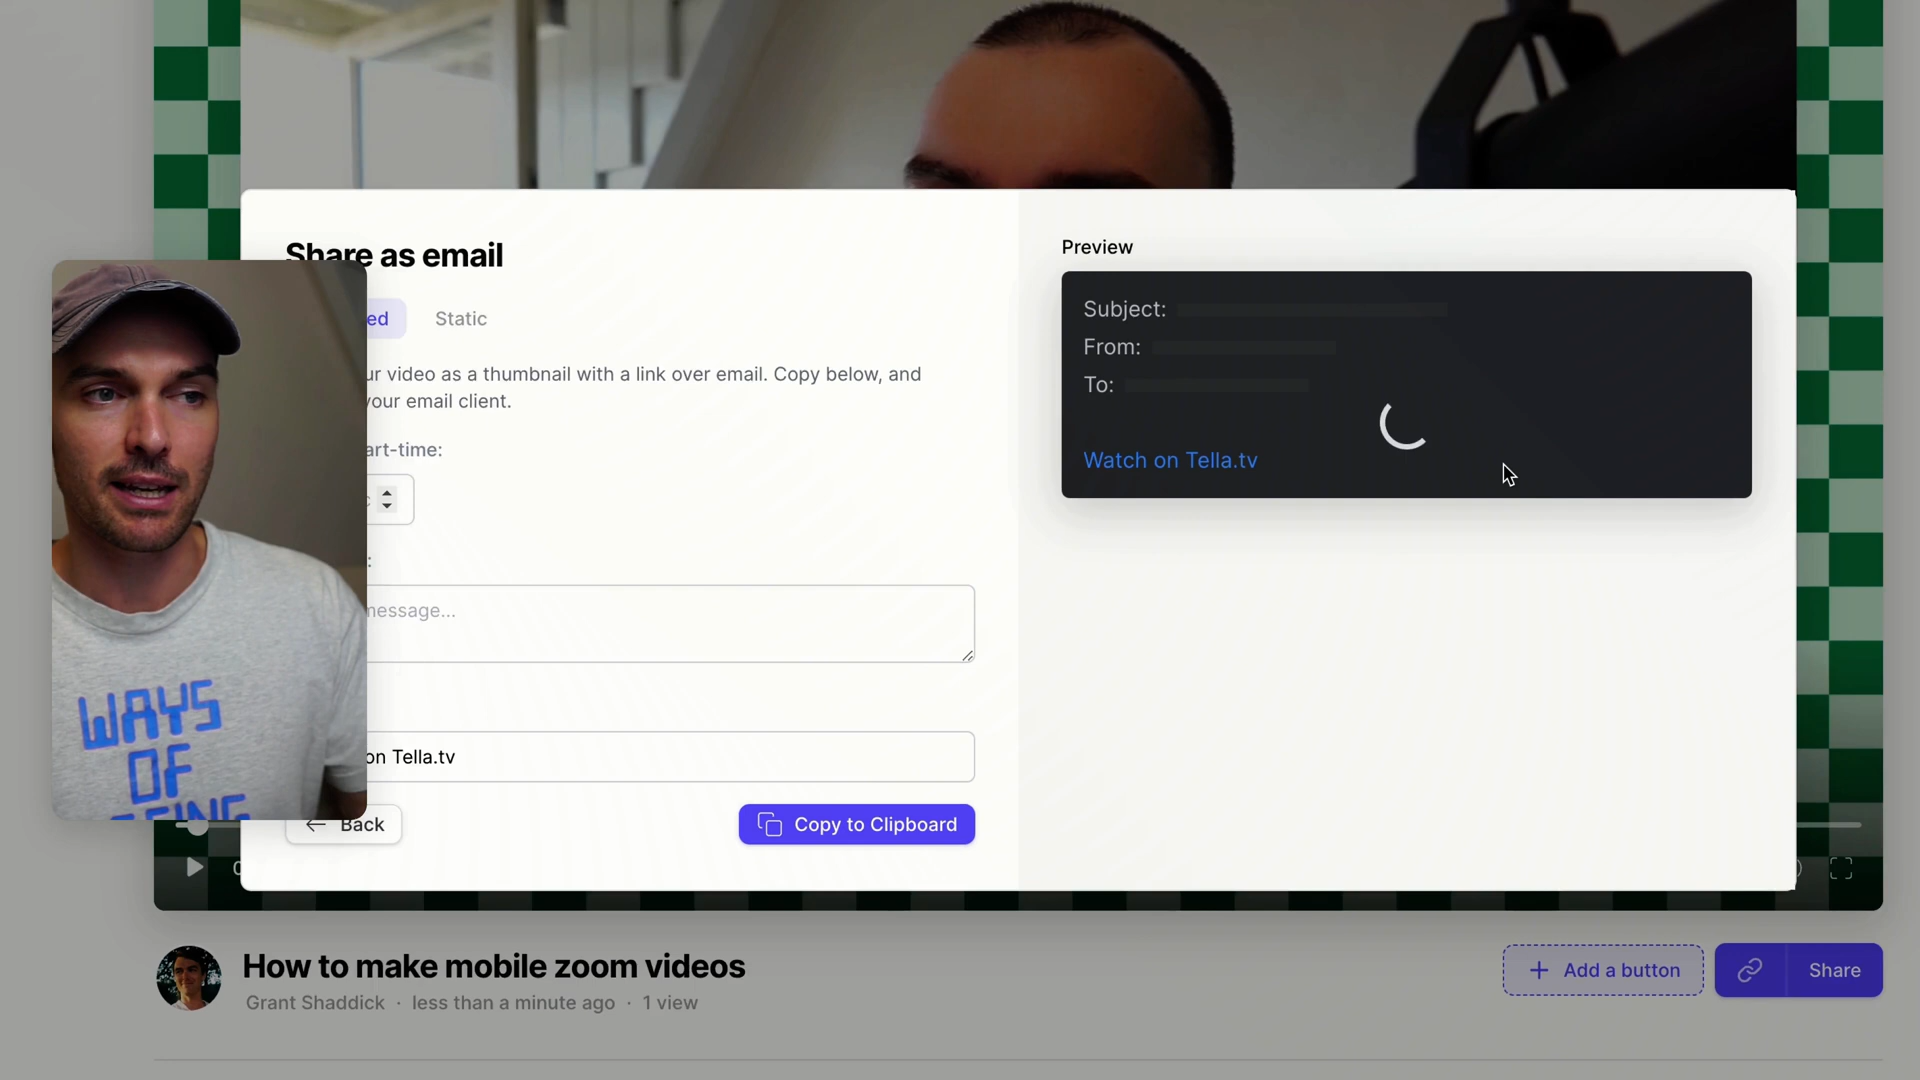 Share as email
Preview
ed
Static
Subject:
From:
To:
Watch on Tella.tv
ur video as a thumbnail with a link over email. Copy below, and
your email client.
art-time:
:
message...
on Tella.tv
Back
Copy to Clipboard
WAYS
OF
How to make mobile zoom videos
Grant Shaddick · less than a minute ago · 1 view
Add a button
Share